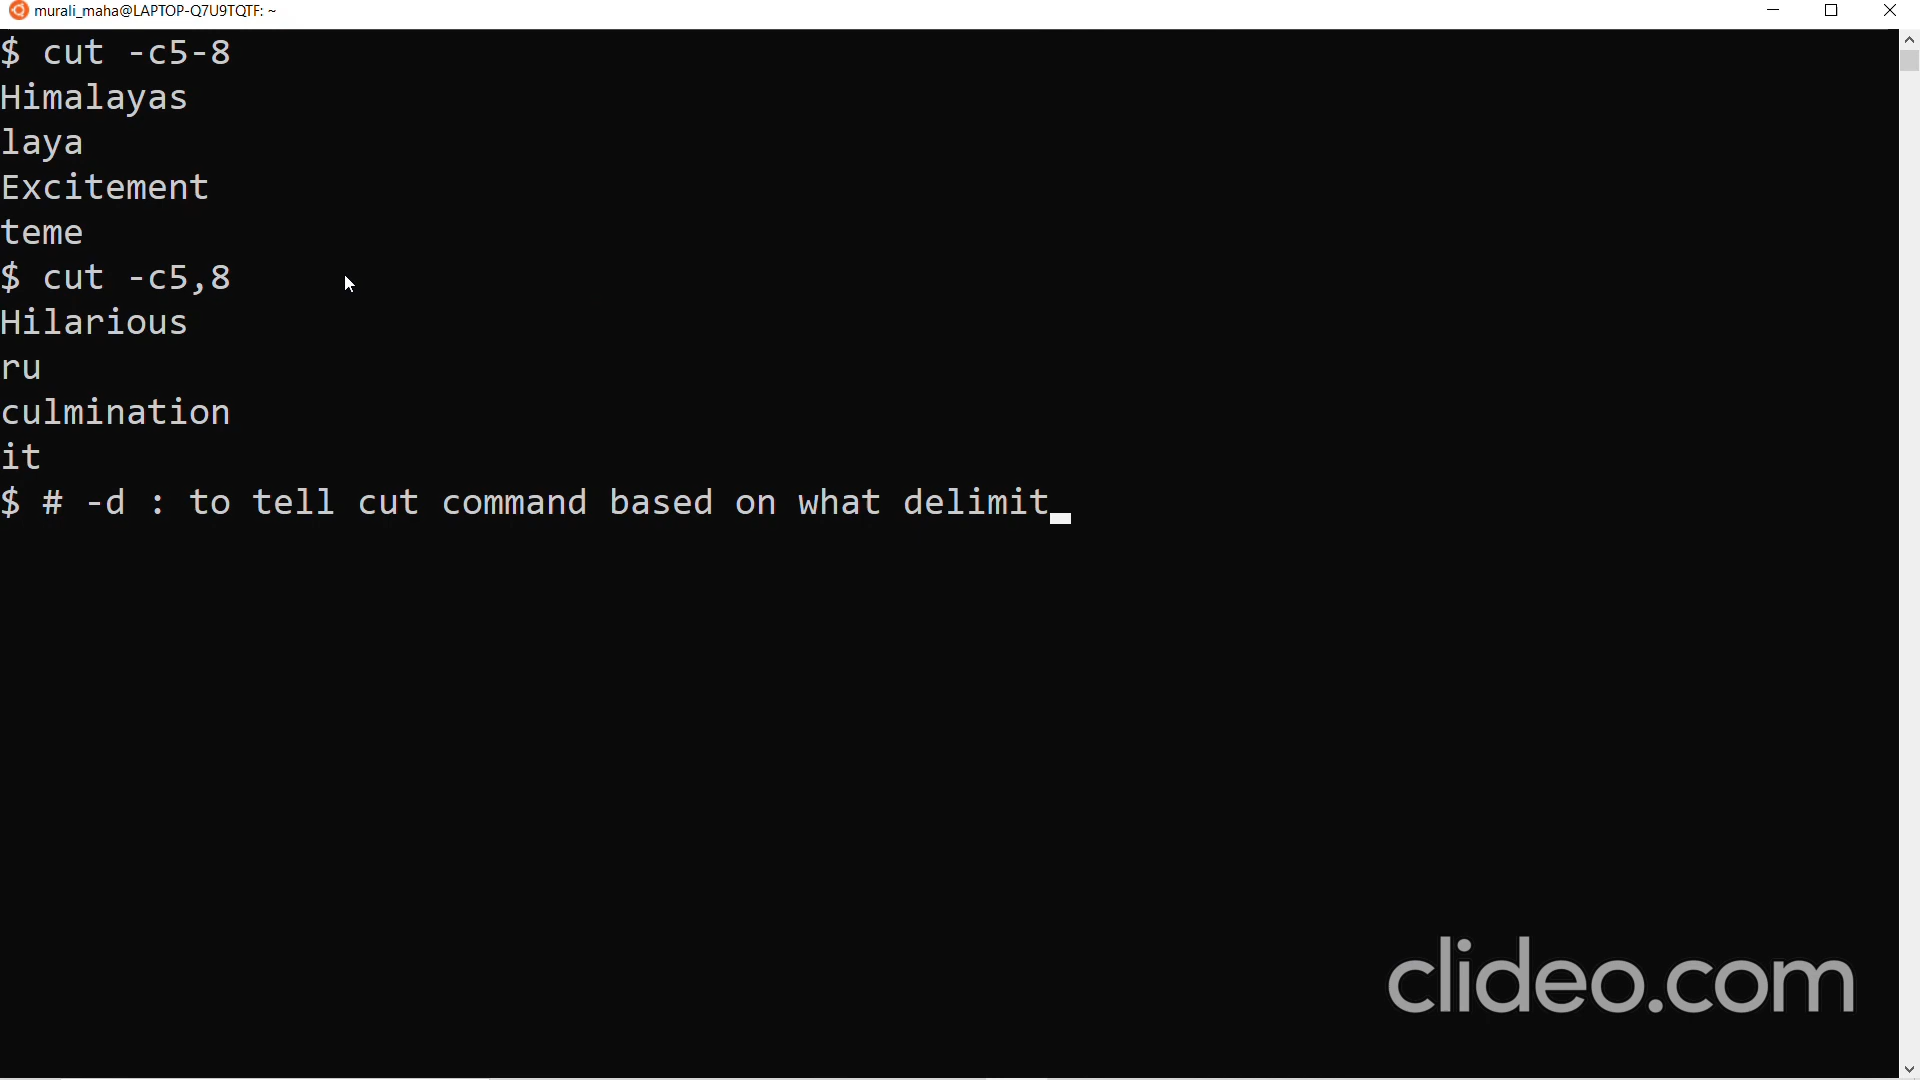 murali_maha@LAPTOP-Q7U9TQTF: ~
$ cut -c5-8
Himalayas
laya
Excitement
teme
$ cut -c5,8
Hilarious
ru
culmination
it
$ # -d : to tell cut command based on what delimit
clideo.com